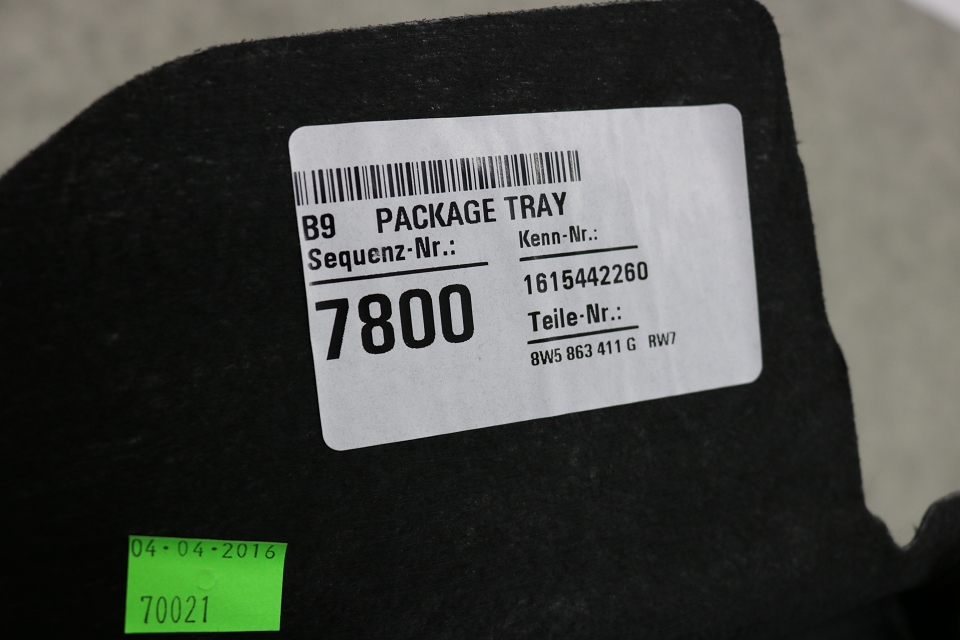 B9 PACKAGE TRAY
Sequenz-Nr.:
7800
Kenn-Nr.:
1615442260
Teile-Nr.:
8W5 863 411 G RW7
04-04-2016
70021